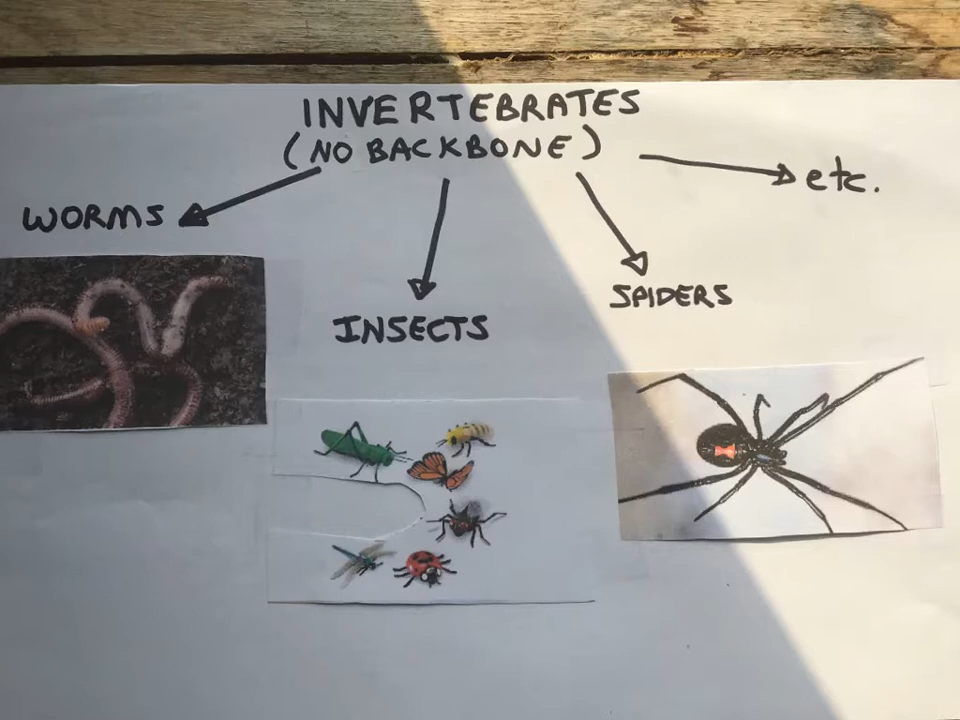 INVERTEBRATES
(NO BACKBONE)
etc.
WORMS
SPIDERS
INSECTS